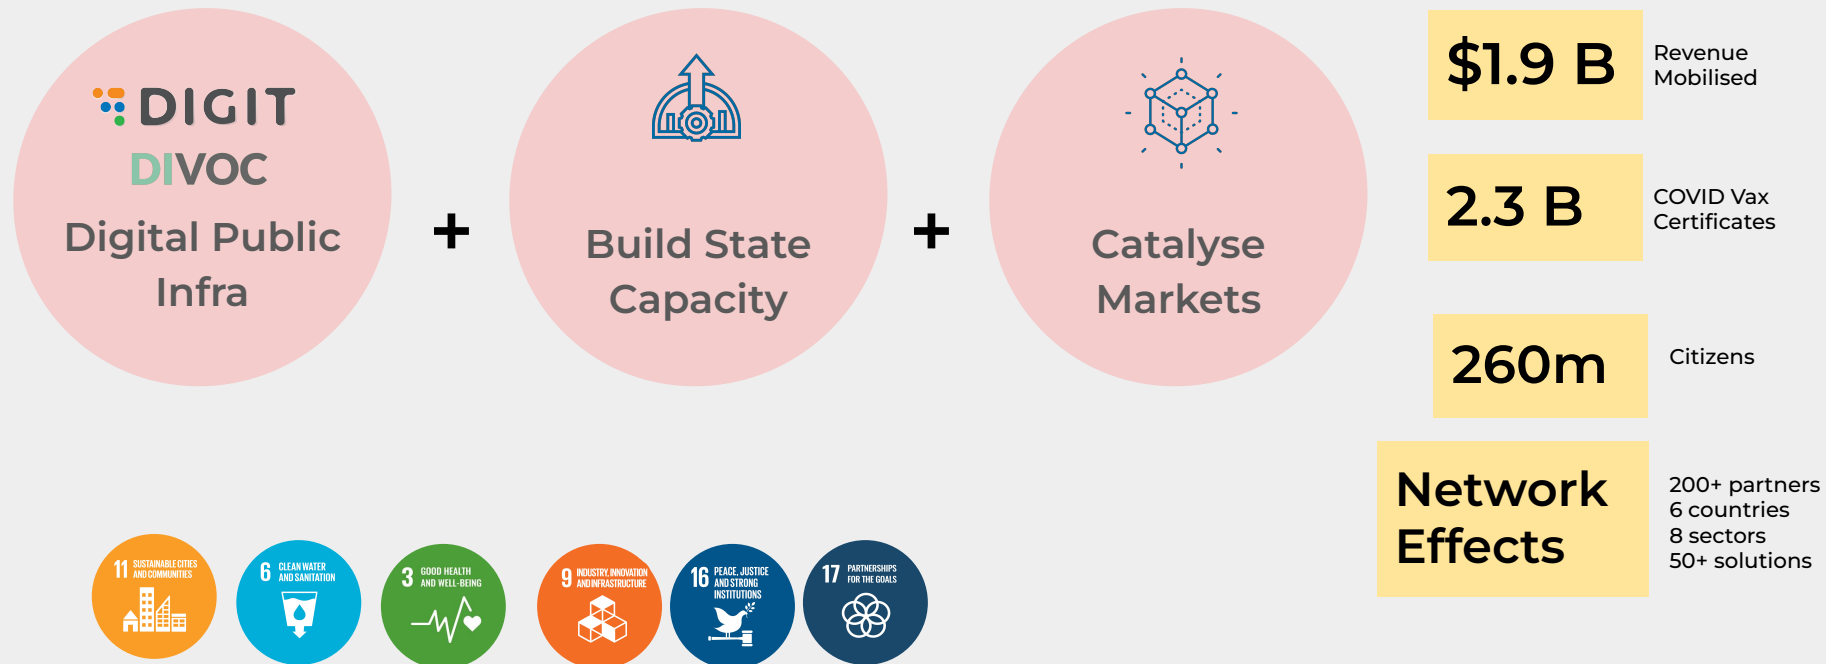 DIGIT
DIVOC
Digital Public
Infra
+
Build State
Capacity
+
Catalyse
Markets
$1.9 B
Revenue
Mobilised
2.3 B
COVID Vax
Certificates
260m
Citizens
Network
Effects
200+ partners
6 countries
8 sectors
50+ solutions
11 SUSTAINABLE CITIES
AND COMMUNITIES
6 CLEAN WATER
AND SANITATION
3 GOOD HEALTH
AND WELL-BEING
9 INDUSTRY, INNOVATION
AND INFRASTRUCTURE
16 PEACE, JUSTICE
AND STRONG
INSTITUTIONS
17 PARTNERSHIPS
FOR THE GOALS